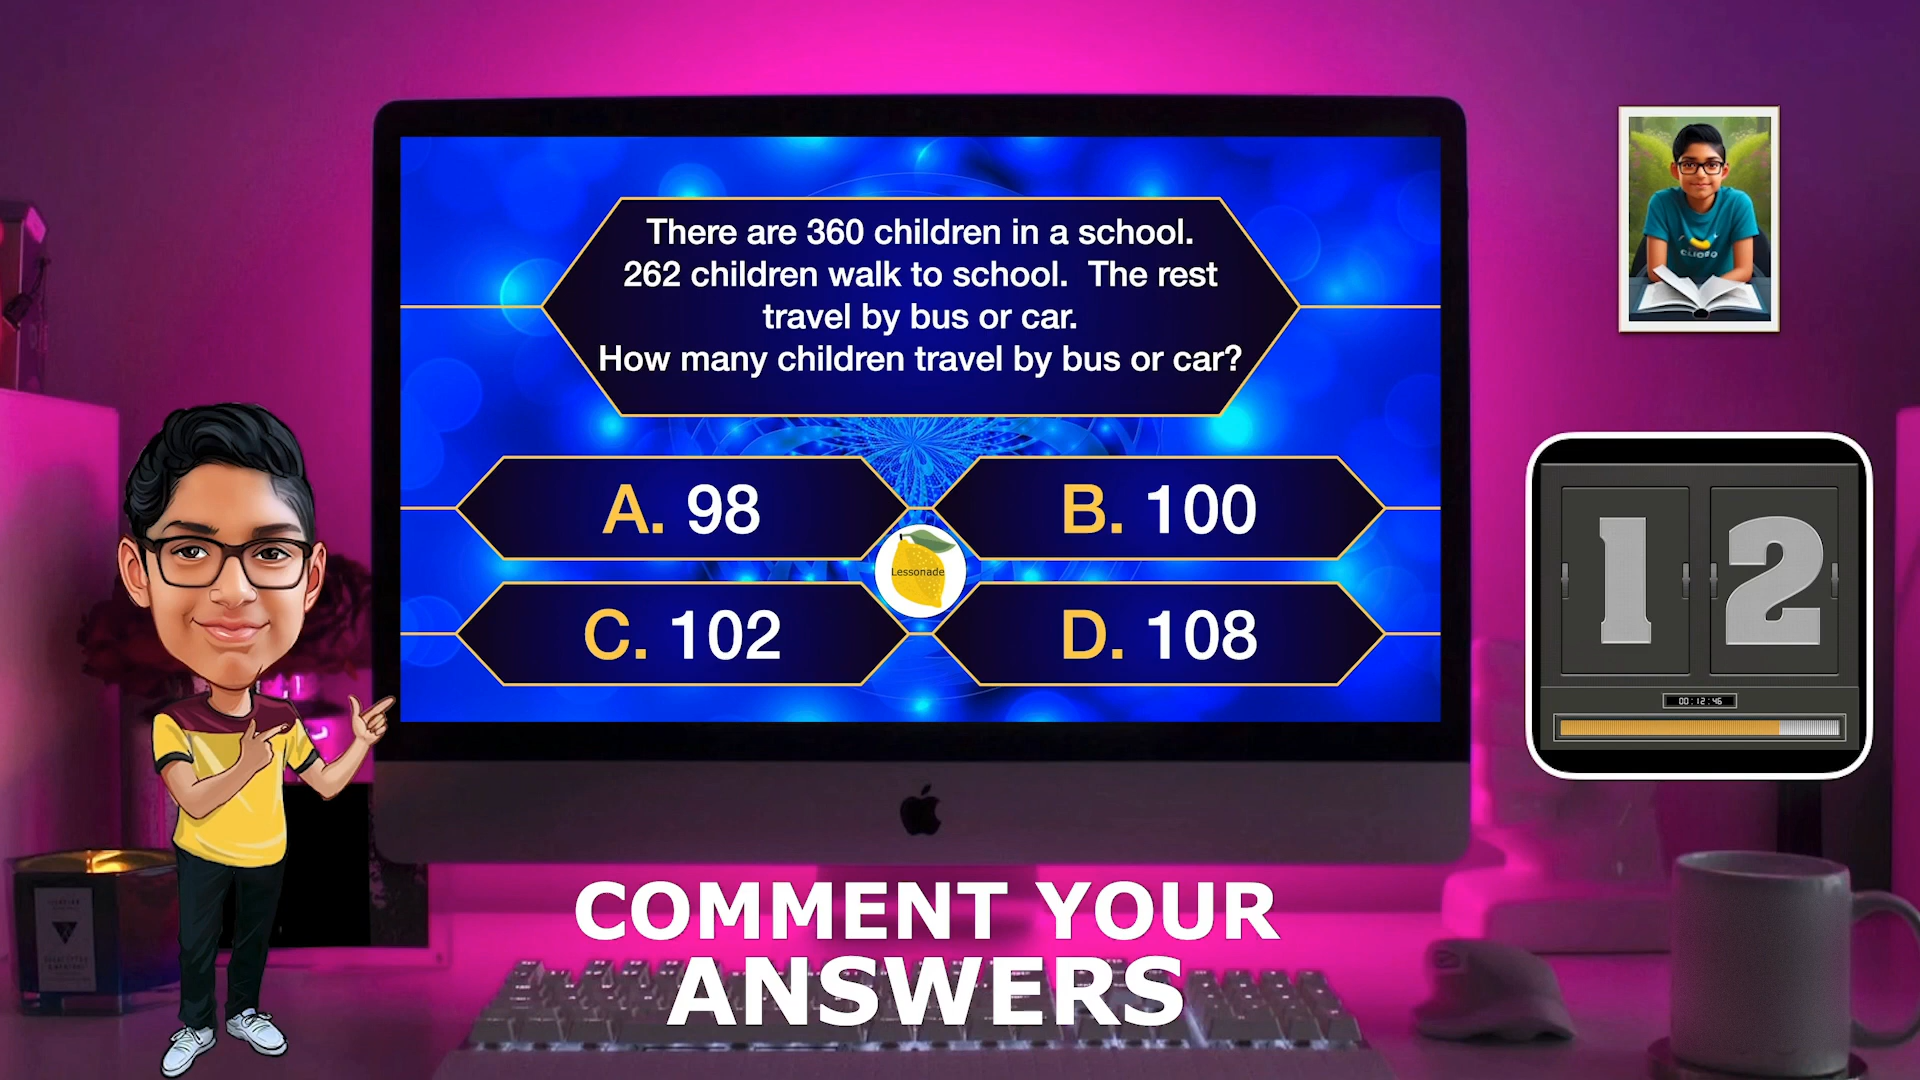 There are 360 children in a school.
262 children walk to school. The rest
travel by bus or car.
How many children travel by bus or car?
A. 98
B. 100
Lessonade
C. 102
D. 108
12
00:12:46
COMMENT YOUR
ANSWERS